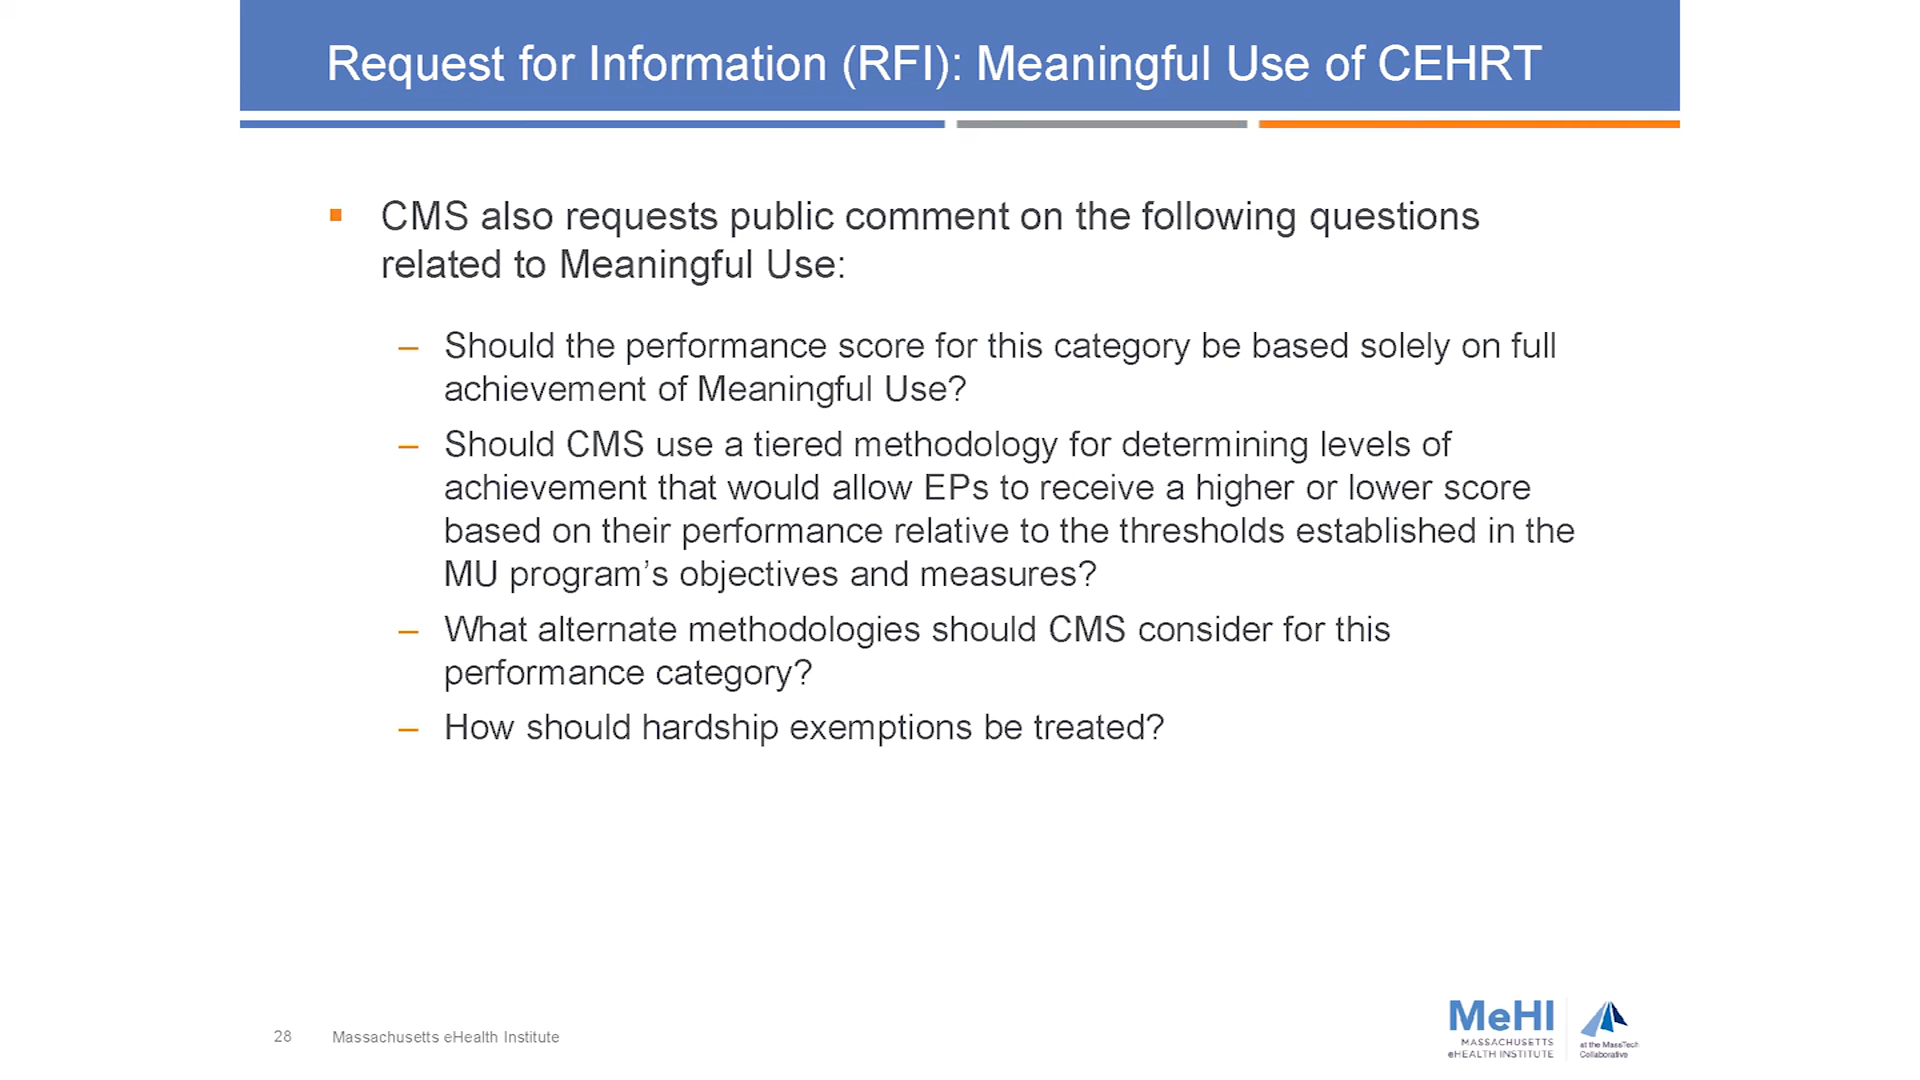 Request for Information (RFI): Meaningful Use of CEHRT
▪ CMS also requests public comment on the following questions
related to Meaningful Use:
– Should the performance score for this category be based solely on full
achievement of Meaningful Use?
– Should CMS use a tiered methodology for determining levels of
achievement that would allow EPs to receive a higher or lower score
based on their performance relative to the thresholds established in the
MU program’s objectives and measures?
– What alternate methodologies should CMS consider for this
performance category?
– How should hardship exemptions be treated?
28 Massachusetts eHealth Institute
MeHI
MASSACHUSETTS
eHEALTH INSTITUTE
at the MassTech
Collaborative